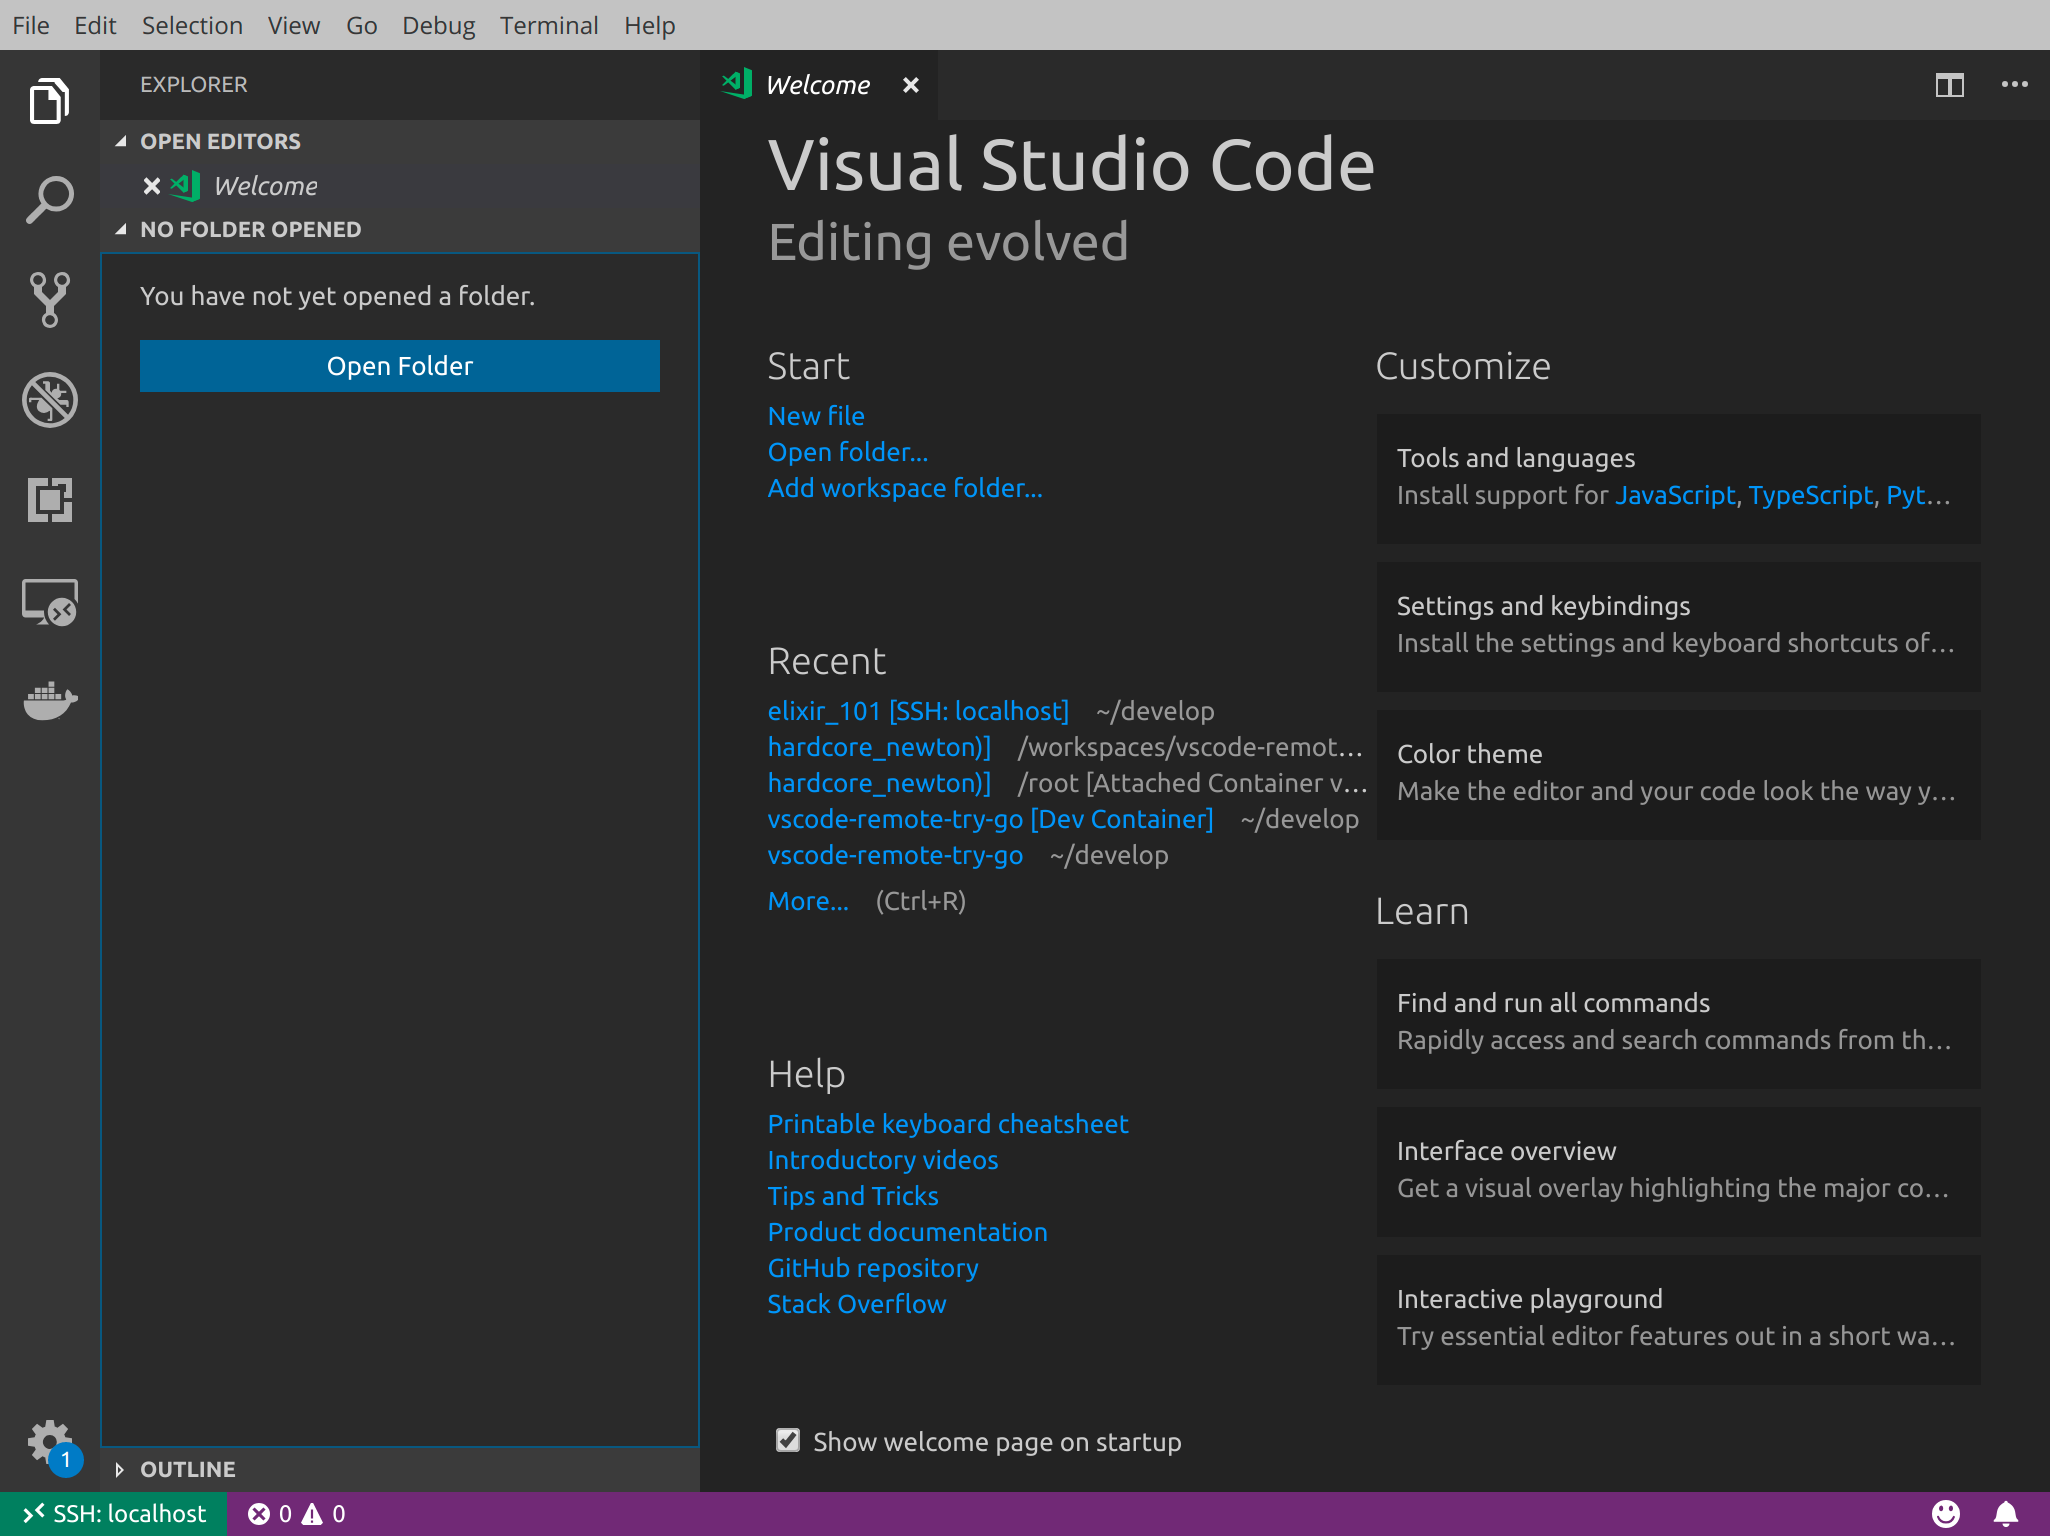 File Edit Selection View Go Debug Terminal Help
EXPLORER
OPEN EDITORS
Welcome
NO FOLDER OPENED
You have not yet opened a folder.
Open Folder
OUTLINE
Welcome
Visual Studio Code
Editing evolved
Start
New file
Open folder...
Add workspace folder...
Recent
elixir_101 [SSH: localhost] ~/develop
hardcore_newton)] /workspaces/vscode-remot...
hardcore_newton)] /root [Attached Container v...
vscode-remote-try-go [Dev Container] ~/develop
vscode-remote-try-go ~/develop
More... (Ctrl+R)
Help
Printable keyboard cheatsheet
Introductory videos
Tips and Tricks
Product documentation
GitHub repository
Stack Overflow
Show welcome page on startup
Customize
Tools and languages
Install support for JavaScript, TypeScript, Pyt...
Settings and keybindings
Install the settings and keyboard shortcuts of...
Color theme
Make the editor and your code look the way y...
Learn
Find and run all commands
Rapidly access and search commands from th...
Interface overview
Get a visual overlay highlighting the major co...
Interactive playground
Try essential editor features out in a short wa...
1
SSH: localhost 0 0